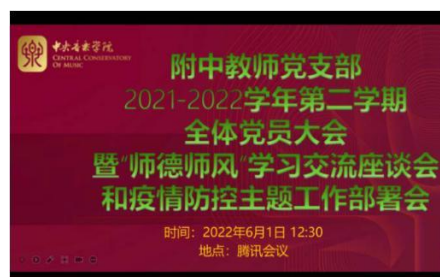 中央音乐学院
CENTRAL CONSERVATORY
OF MUSIC
附中教师党支部
2021-2022学年第二学期
全体党员大会
暨“师德师风”学习交流座谈会
和疫情防控主题工作部署会
时间：2022年6月1日 12:30
地点：腾讯会议